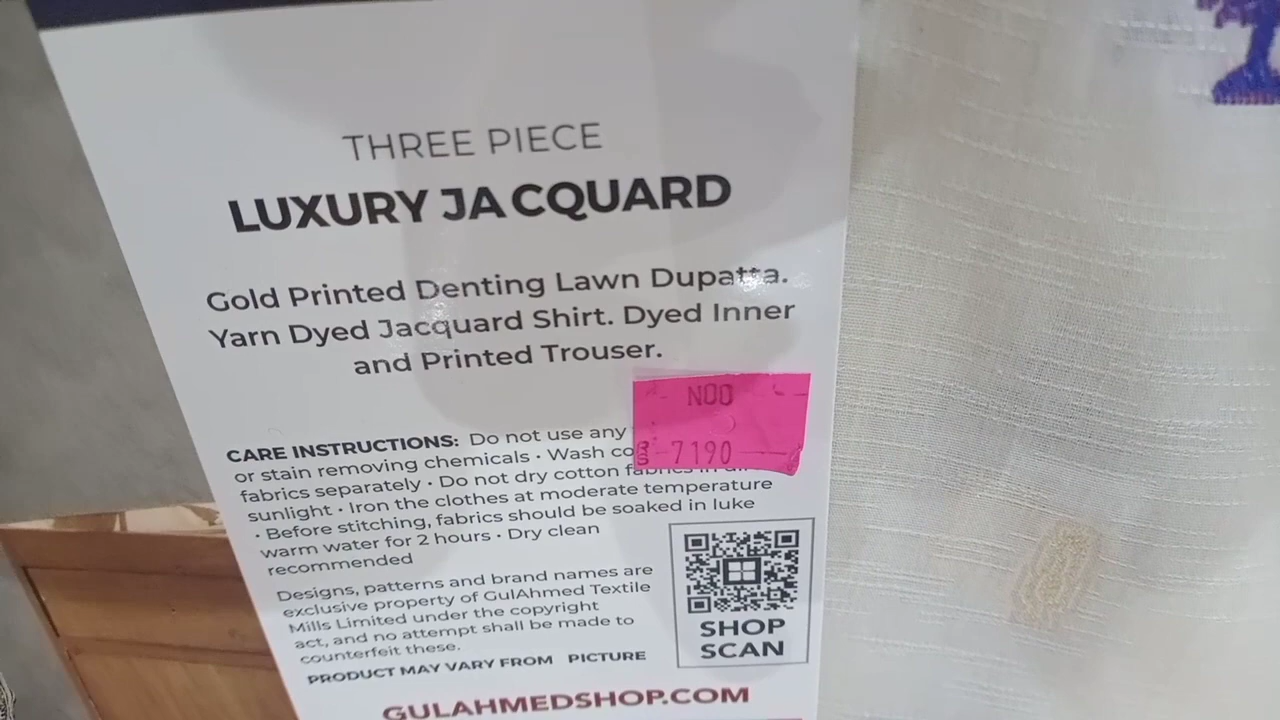 THREE PIECE
LUXURY JACQUARD
Gold Printed Denting Lawn Dupatta.
Yarn Dyed Jacquard Shirt. Dyed Inner
and Printed Trouser.
N00
7190
CARE INSTRUCTIONS: Do not use any
or stain removing chemicals • Wash
fabrics separately • Do not dry cotton fabrics in
sunlight • Iron the clothes at moderate temperature
• Before stitching, fabrics should be soaked in luke
warm water for 2 hours • Dry clean
recommended
Designs, patterns and brand names are
exclusive property of GulAhmed Textile
Mills Limited under the copyright
act, and no attempt shall be made to
counterfeit these.
PRODUCT MAY VARY FROM PICTURE
SHOP
SCAN
GULAHMEDSHOP.COM